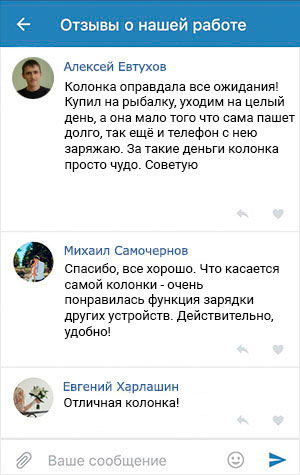 Отзывы о нашей работе
Алексей Евтухов
Колонка оправдала все ожидания!
Купил на рыбалку, уходим на целый
день, а она мало того что сама пашет
долго, так ещё и телефон с нею
заряжаю. За такие деньги колонка
просто чудо. Советую
Михаил Самочернов
Спасибо, все хорошо. Что касается
самой колонки - очень
понравилась функция зарядки
других устройств. Действительно,
удобно!
Евгений Харлашин
Отличная колонка!
Ваше сообщение